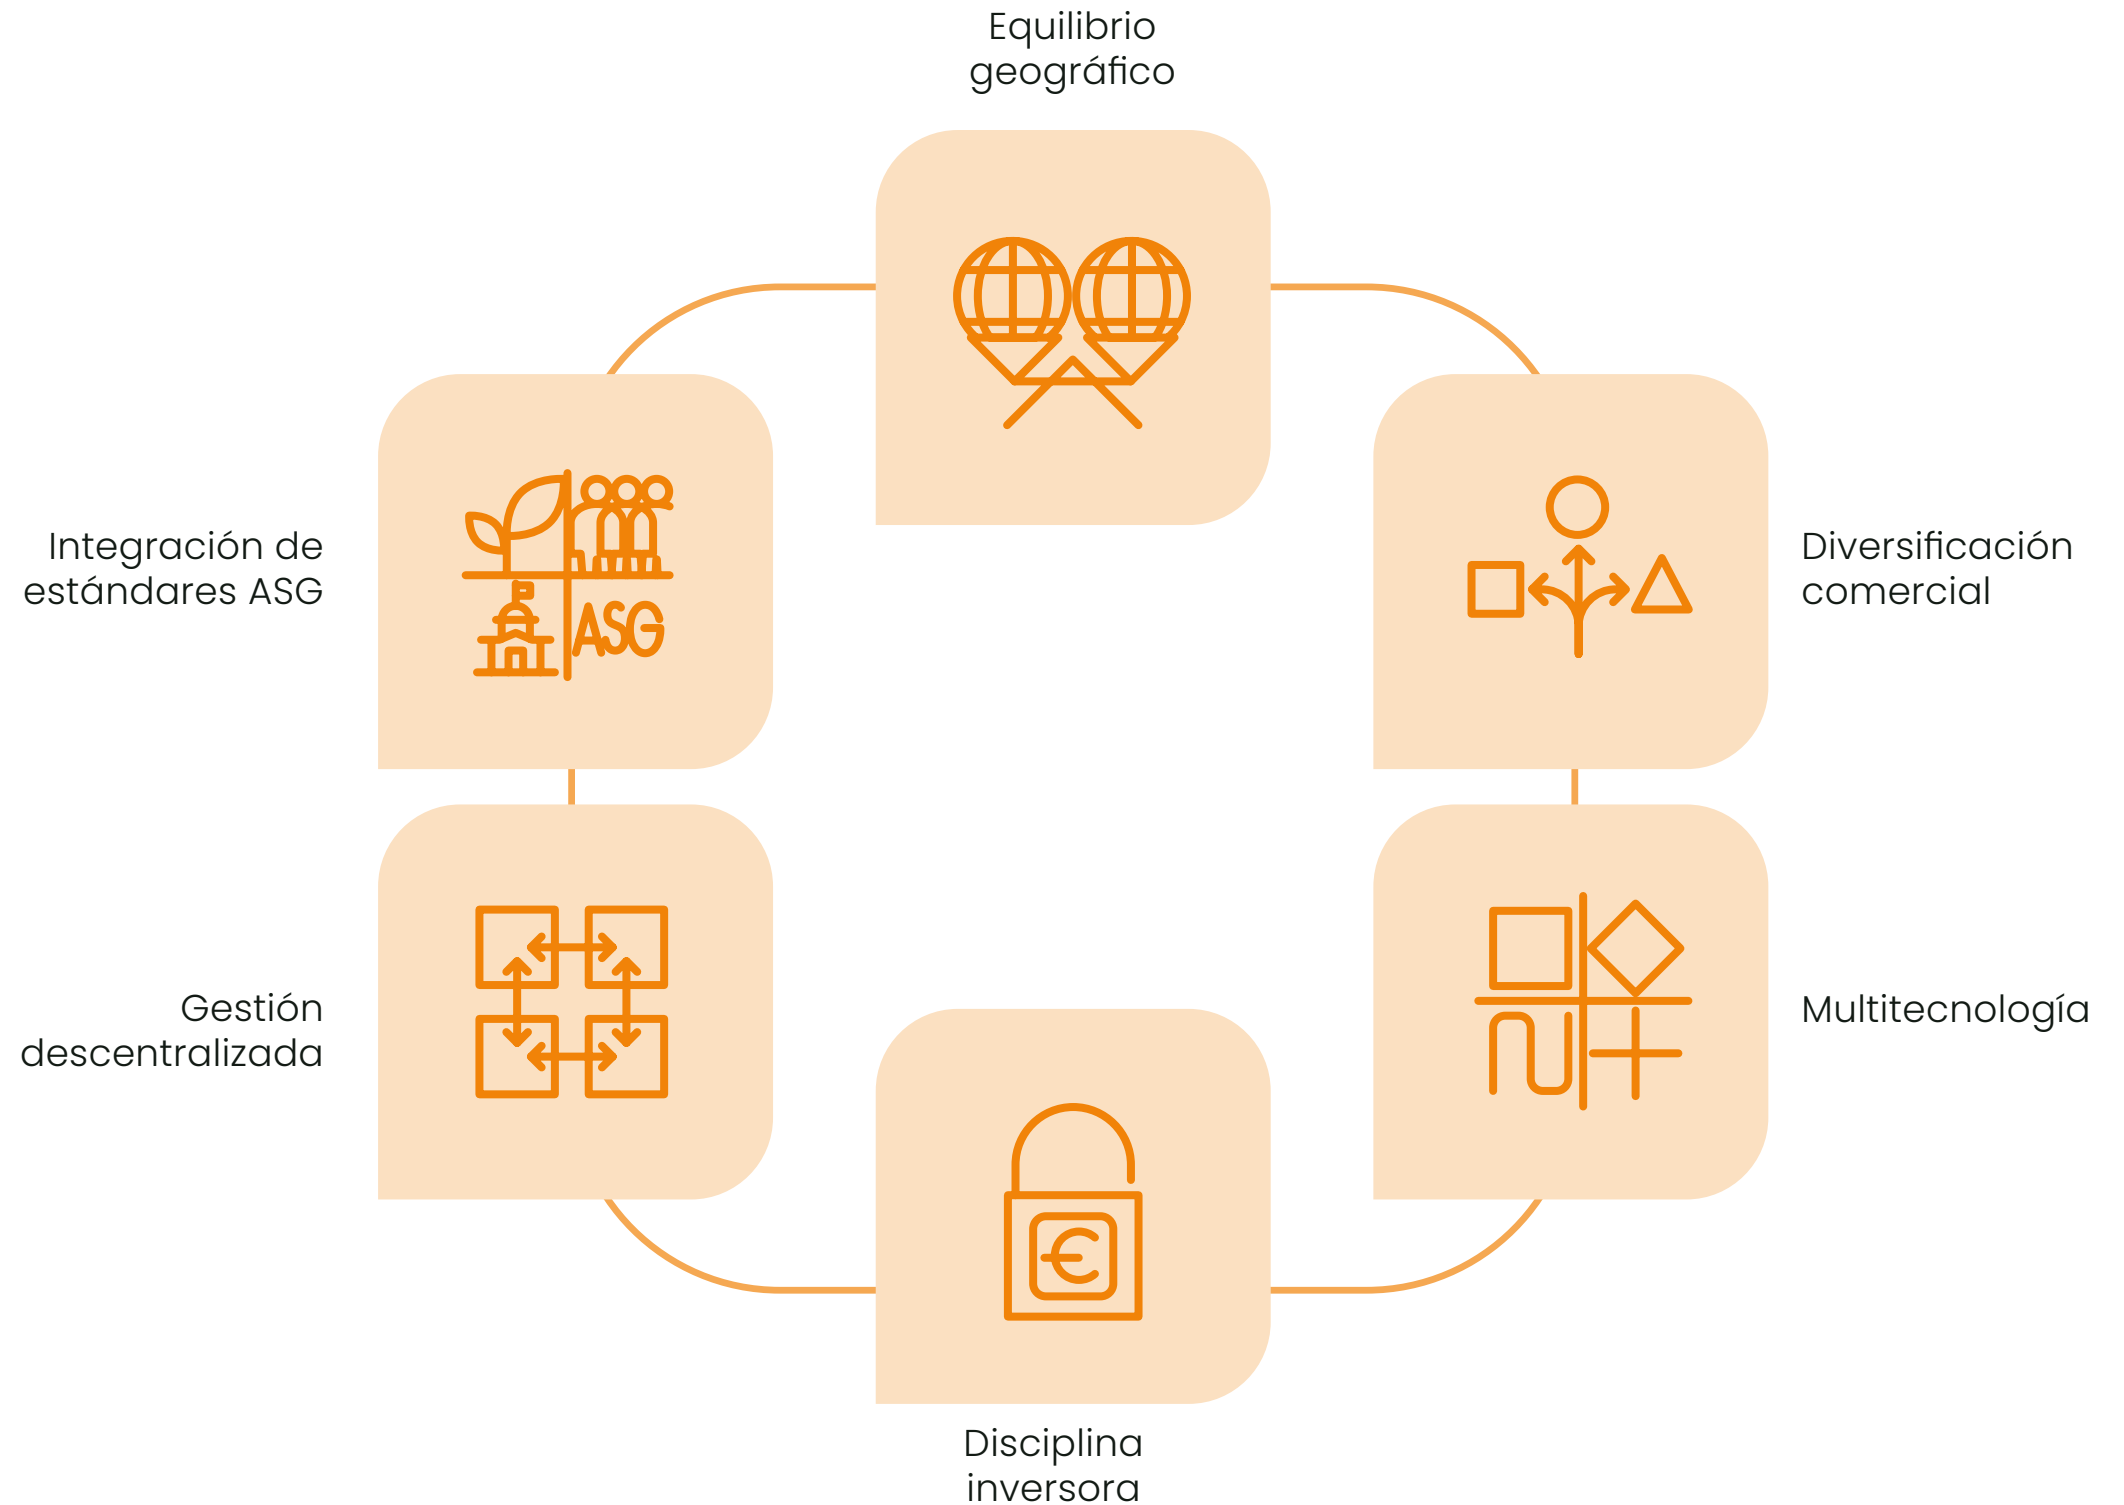 Equilibrio
geográfico
Integración de
estándares ASG
ASG
Diversificación
comercial
Gestión
descentralizada
Multitecnología
€
Disciplina
inversora